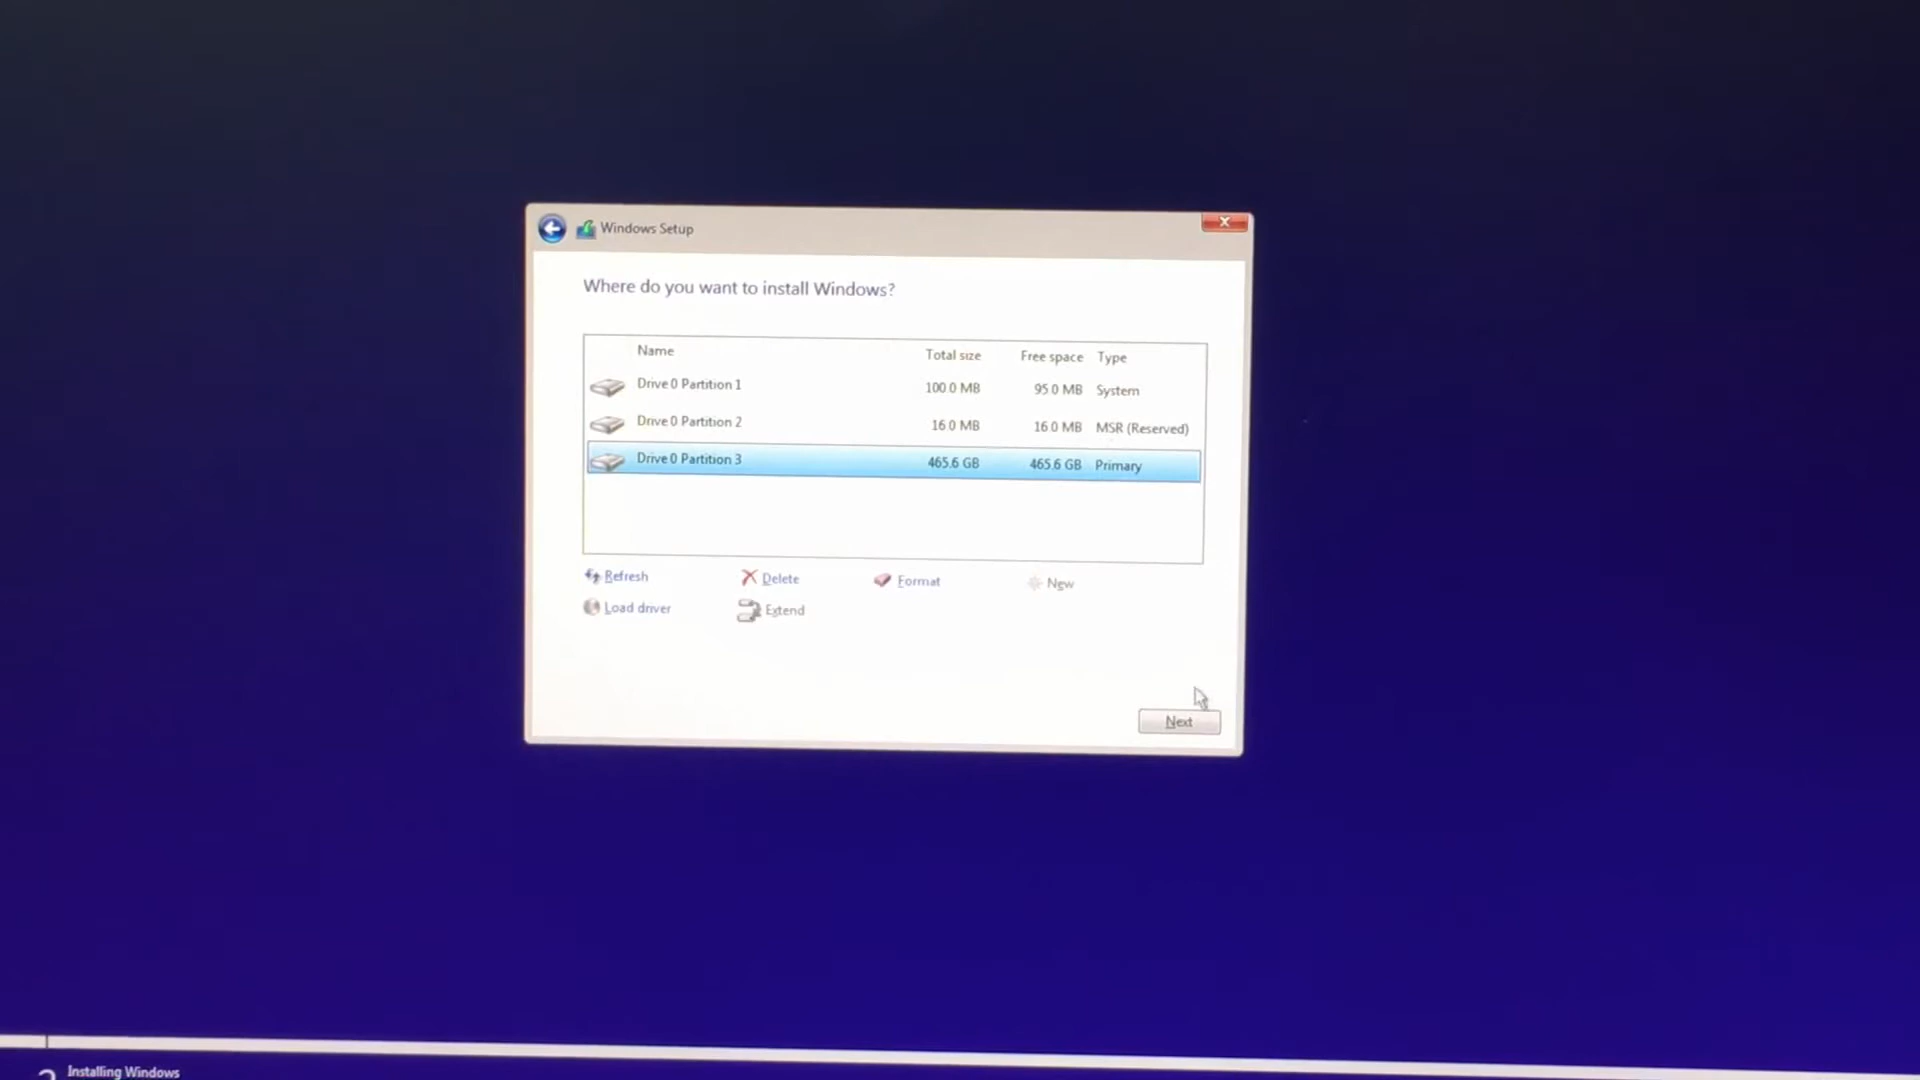 Windows Setup
Where do you want to install Windows?
Name Total size Free space Type
Drive 0 Partition 1 100.0 MB 95.0 MB System
Drive 0 Partition 2 16.0 MB 16.0 MB MSR (Reserved)
Drive 0 Partition 3 465.6 GB 465.6 GB Primary
Refresh Delete Format New
Load driver Extend
Next
2 Installing Windows